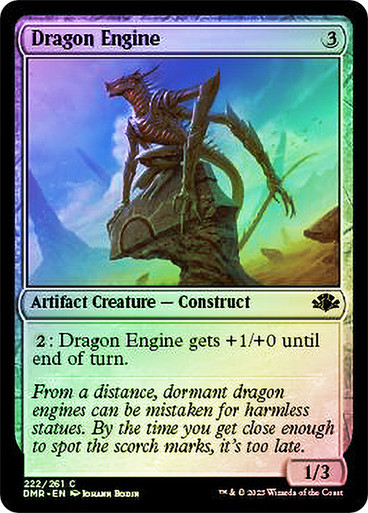 Dragon Engine 3
Artifact Creature — Construct
2: Dragon Engine gets +1/+0 until
end of turn.
From a distance, dormant dragon
engines can be mistaken for harmless
statues. By the time you get close enough
to spot the scorch marks, it's too late.
1/3
222/261 C
DMR • EN Johann Bodin
™ & © 2023 Wizards of the Coast